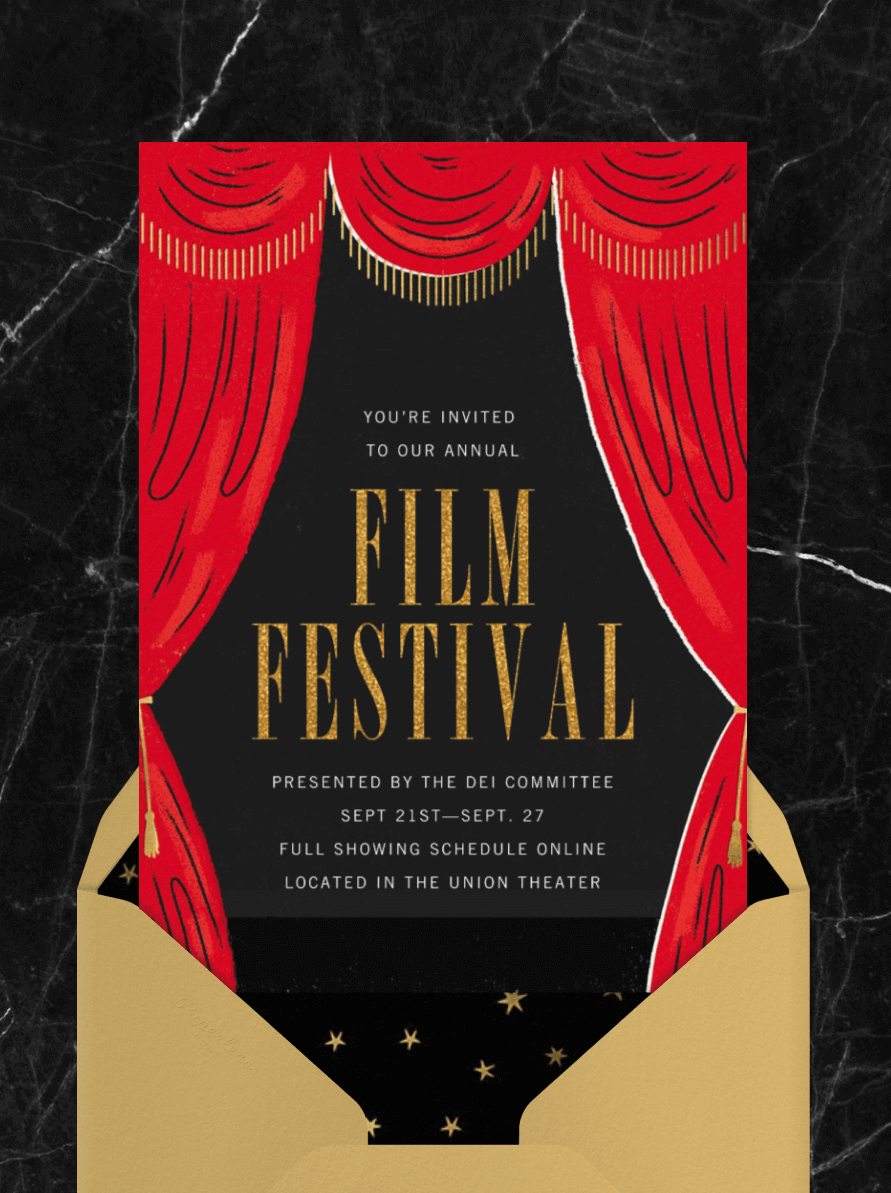 YOU'RE INVITED
TO OUR ANNUAL
FILM
FESTIVAL
PRESENTED BY THE DEI COMMITTEE
SEPT 21ST—SEPT. 27
FULL SHOWING SCHEDULE ONLINE
LOCATED IN THE UNION THEATER